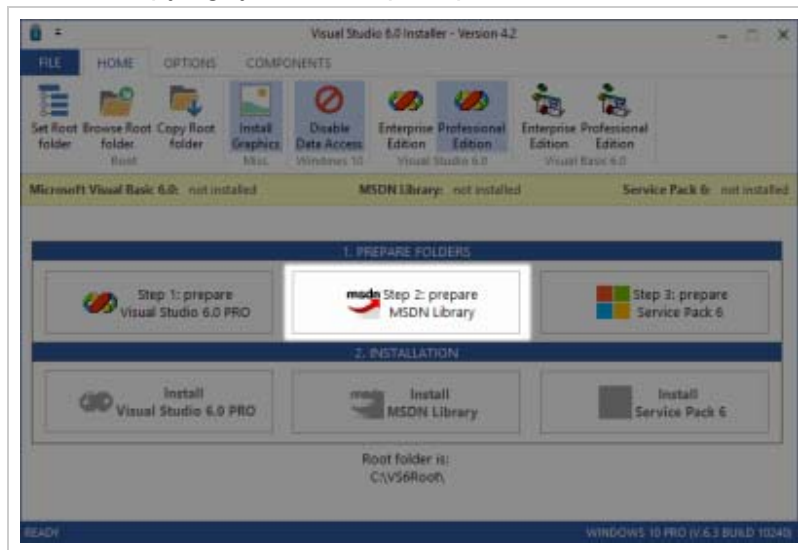 Visual Studio 6.0 Installer - Version 4.2
FILE HOME OPTIONS COMPONENTS
Set Root folder
Browse Root folder
Copy Root folder
Install Graphics
Disable Data Access
Enterprise Edition
Professional Edition
Enterprise Edition
Professional Edition
Root
Misc.
Windows 10
Visual Studio 6.0
Visual Basic 6.0
Microsoft Visual Basic 6.0: not installed
MSDN Library: not installed
Service Pack 6: not installed
1. PREPARE FOLDERS
Step 1: prepare
Visual Studio 6.0 PRO
msdn Step 2: prepare
MSDN Library
Step 3: prepare
Service Pack 6
2. INSTALLATION
Install
Visual Studio 6.0 PRO
msdn Install
MSDN Library
Install
Service Pack 6
Root folder is:
C:\VS6Root\
READY
WINDOWS 10 PRO (V.6.3 BUILD 10240)